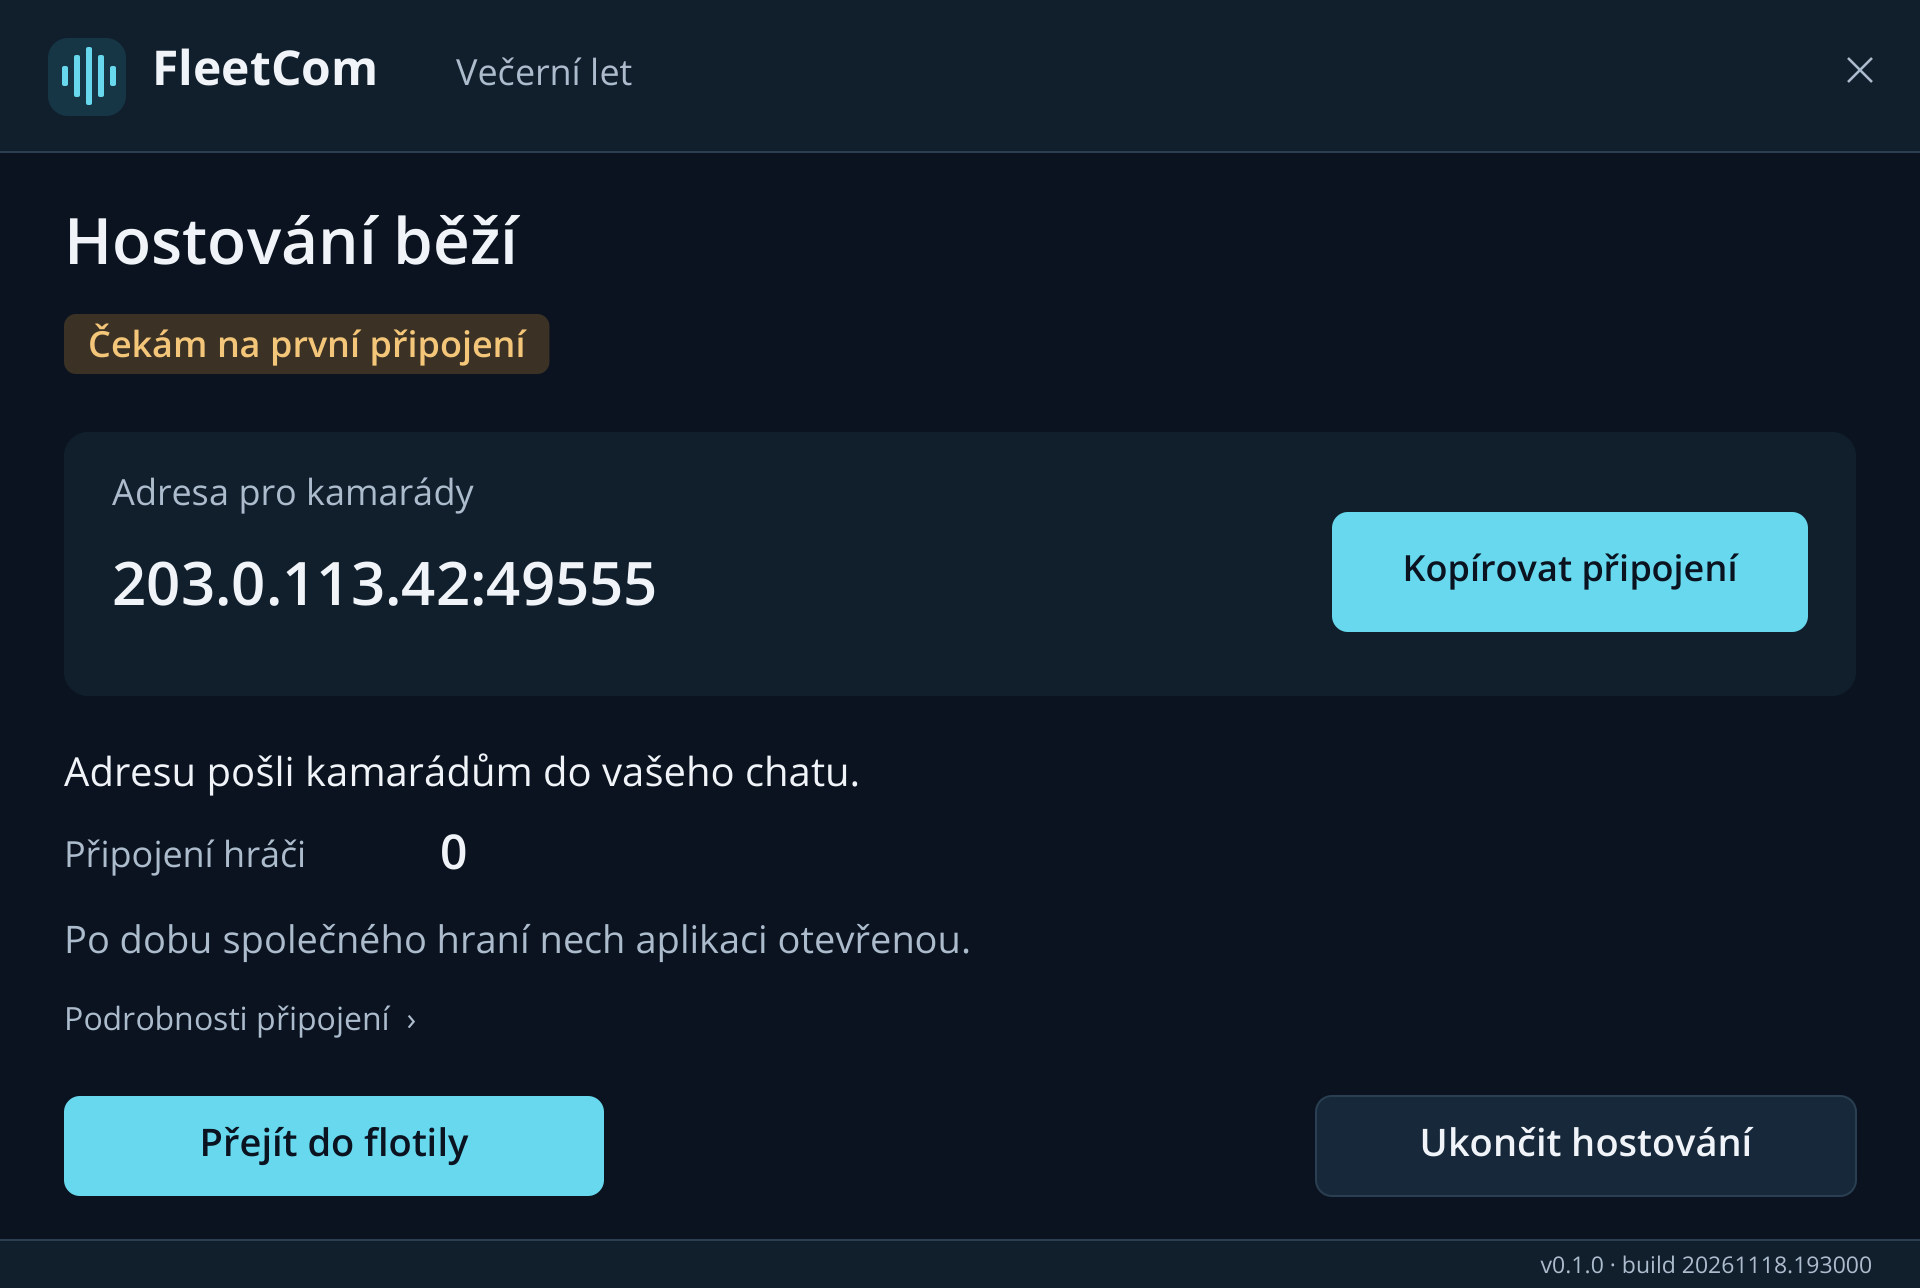 FleetCom
Večerní let
Hostování běží
Čekám na první připojení
Adresa pro kamarády
203.0.113.42:49555
Kopírovat připojení
Adresu pošli kamarádům do vašeho chatu.
Připojení hráči 0
Po dobu společného hraní nech aplikaci otevřenou.
Podrobnosti připojení ›
Přejít do flotily
Ukončit hostování
v0.1.0 · build 20261118.193000